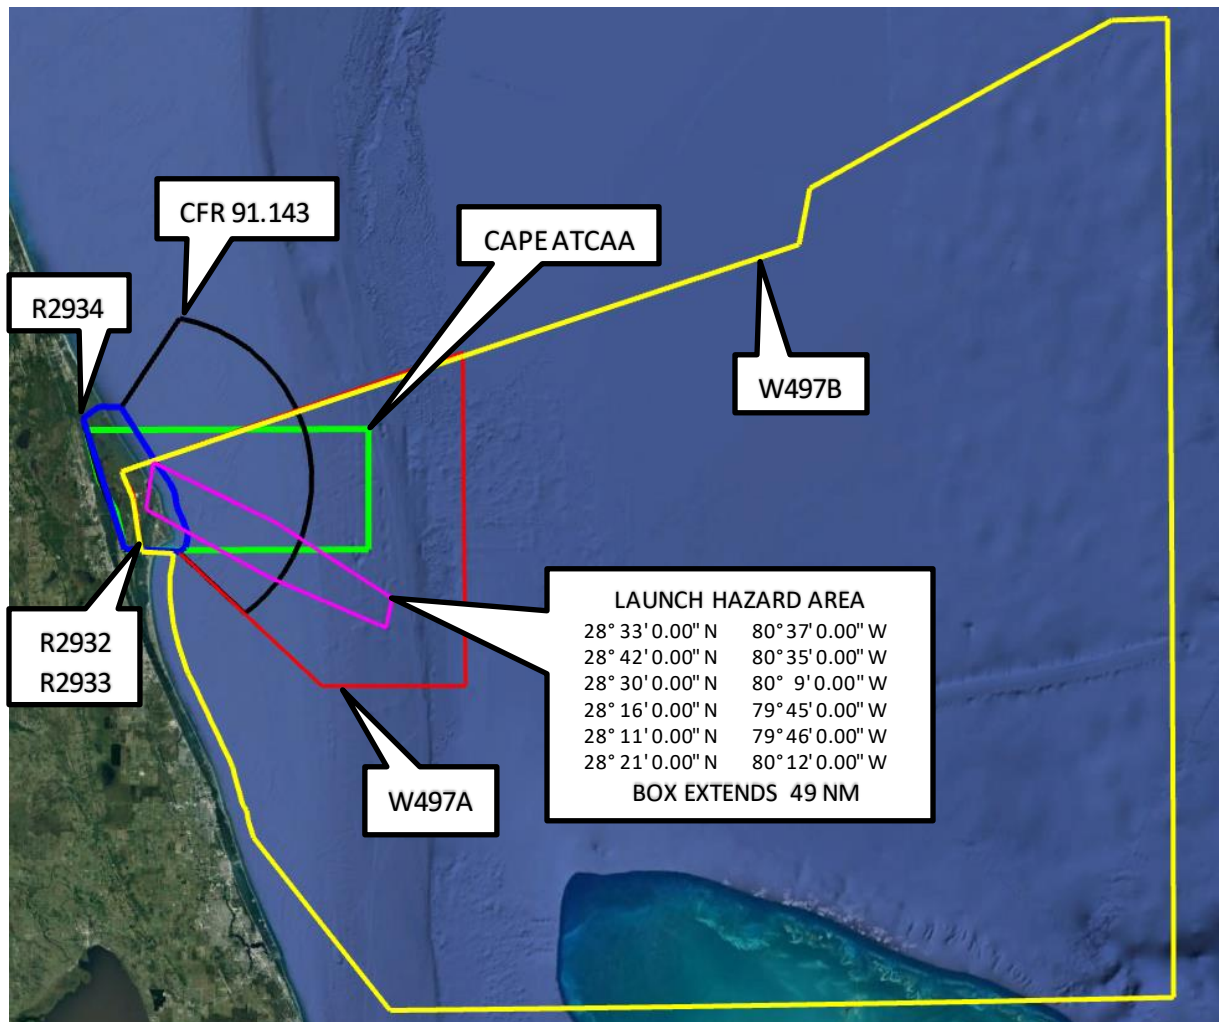 CFR 91.143
CAPE ATCAA
R2934
W497B
R2932
R2933
LAUNCH HAZARD AREA
28° 33' 0.00" N 80° 37' 0.00" W
28° 42' 0.00" N 80° 35' 0.00" W
28° 30' 0.00" N 80° 9' 0.00" W
28° 16' 0.00" N 79° 45' 0.00" W
28° 11' 0.00" N 79° 46' 0.00" W
28° 21' 0.00" N 80° 12' 0.00" W
BOX EXTENDS 49 NM
W497A